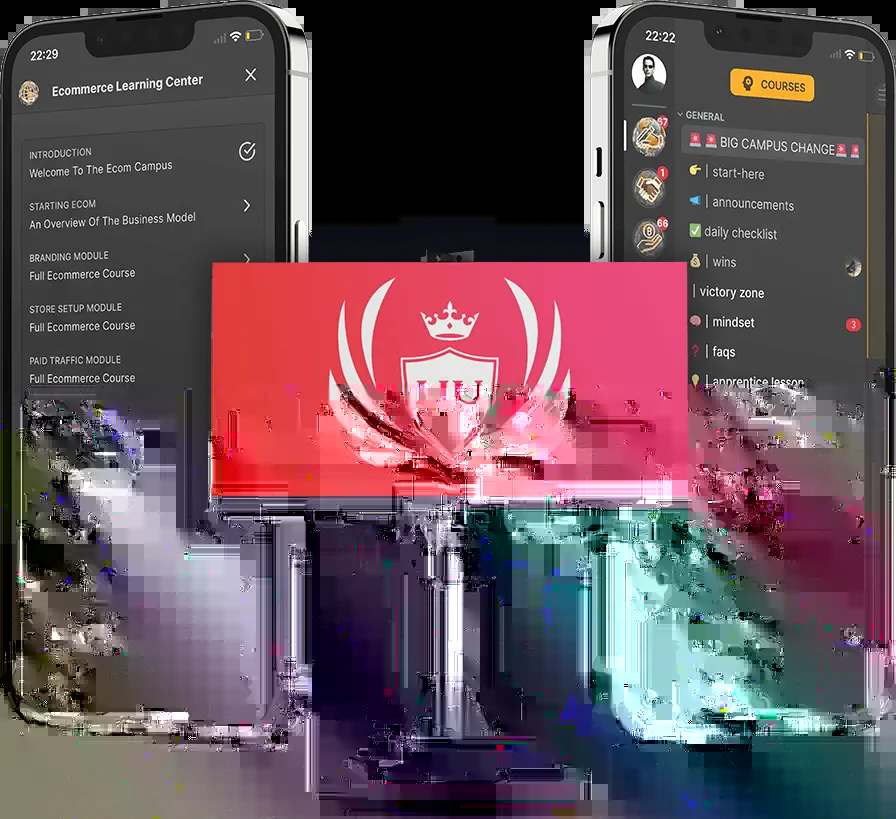 22:29
Ecommerce Learning Center
INTRODUCTION
Welcome To The Ecom Campus
STARTING ECOM
An Overview Of The Business Model
BRANDING MODULE
Full Ecommerce Course
STORE SETUP MODULE
Full Ecommerce Course
PAID TRAFFIC MODULE
Full Ecommerce Course
22:22
COURSES
GENERAL
67
🚨🚨BIG CAMPUS CHANGE🚨🚨
👉 | start-here
1
📢 | announcements
66
✅ daily checklist
💰 | wins
| victory zone
🧠 | mindset
3
❓ | faqs
💡 | apprentice lesson